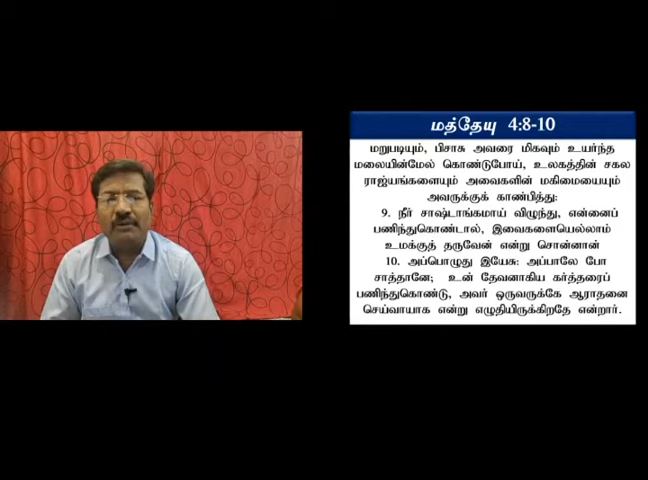 மத்தேயு 4:8-10
மறுபடியும், பிசாசு அவரை மிகவும் உயர்ந்த
மலையின்மேல் கொண்டுபோய், உலகத்தின் சகல
ராஜ்யங்களையும் அவைகளின் மகிமையையும்
அவருக்குக் காண்பித்து:
9. நீர் சாஷ்டாங்கமாய் விழுந்து, என்னைப்
பணிந்துகொண்டால், இவைகளையெல்லாம்
உமக்குத் தருவேன் என்று சொன்னான்
10. அப்பொழுது இயேசு: அப்பாலே போ
சாத்தானே; உன் தேவனாகிய கர்த்தரைப்
பணிந்துகொண்டு, அவர் ஒருவருக்கே ஆராதனை
செய்வாயாக என்று எழுதியிருக்கிறதே என்றார்.